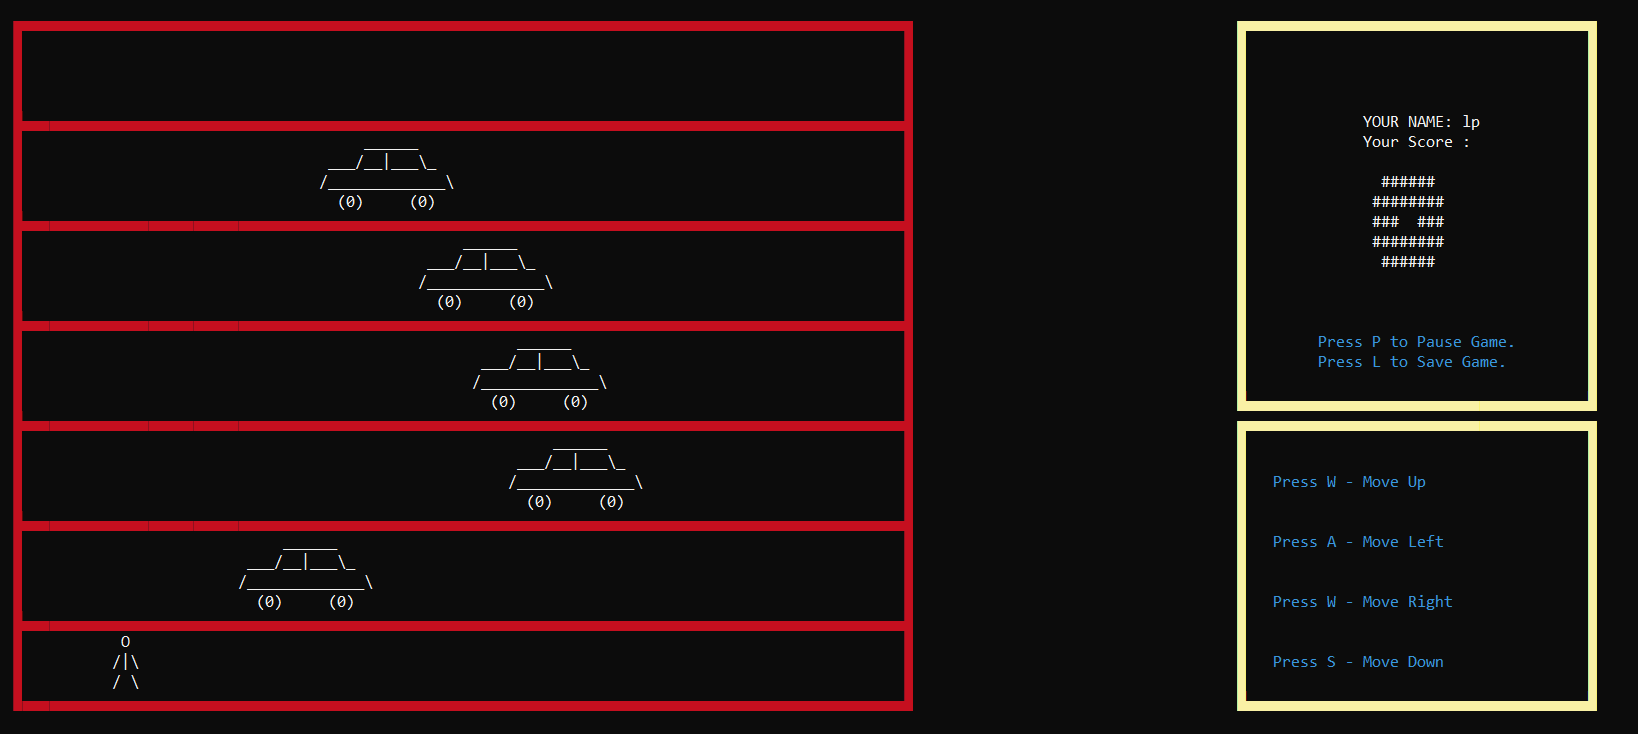 YOUR NAME: lp
Your Score :
######
########
###  ###
########
######
Press P to Pause Game.
Press L to Save Game.
Press W - Move Up
Press A - Move Left
Press W - Move Right
Press S - Move Down